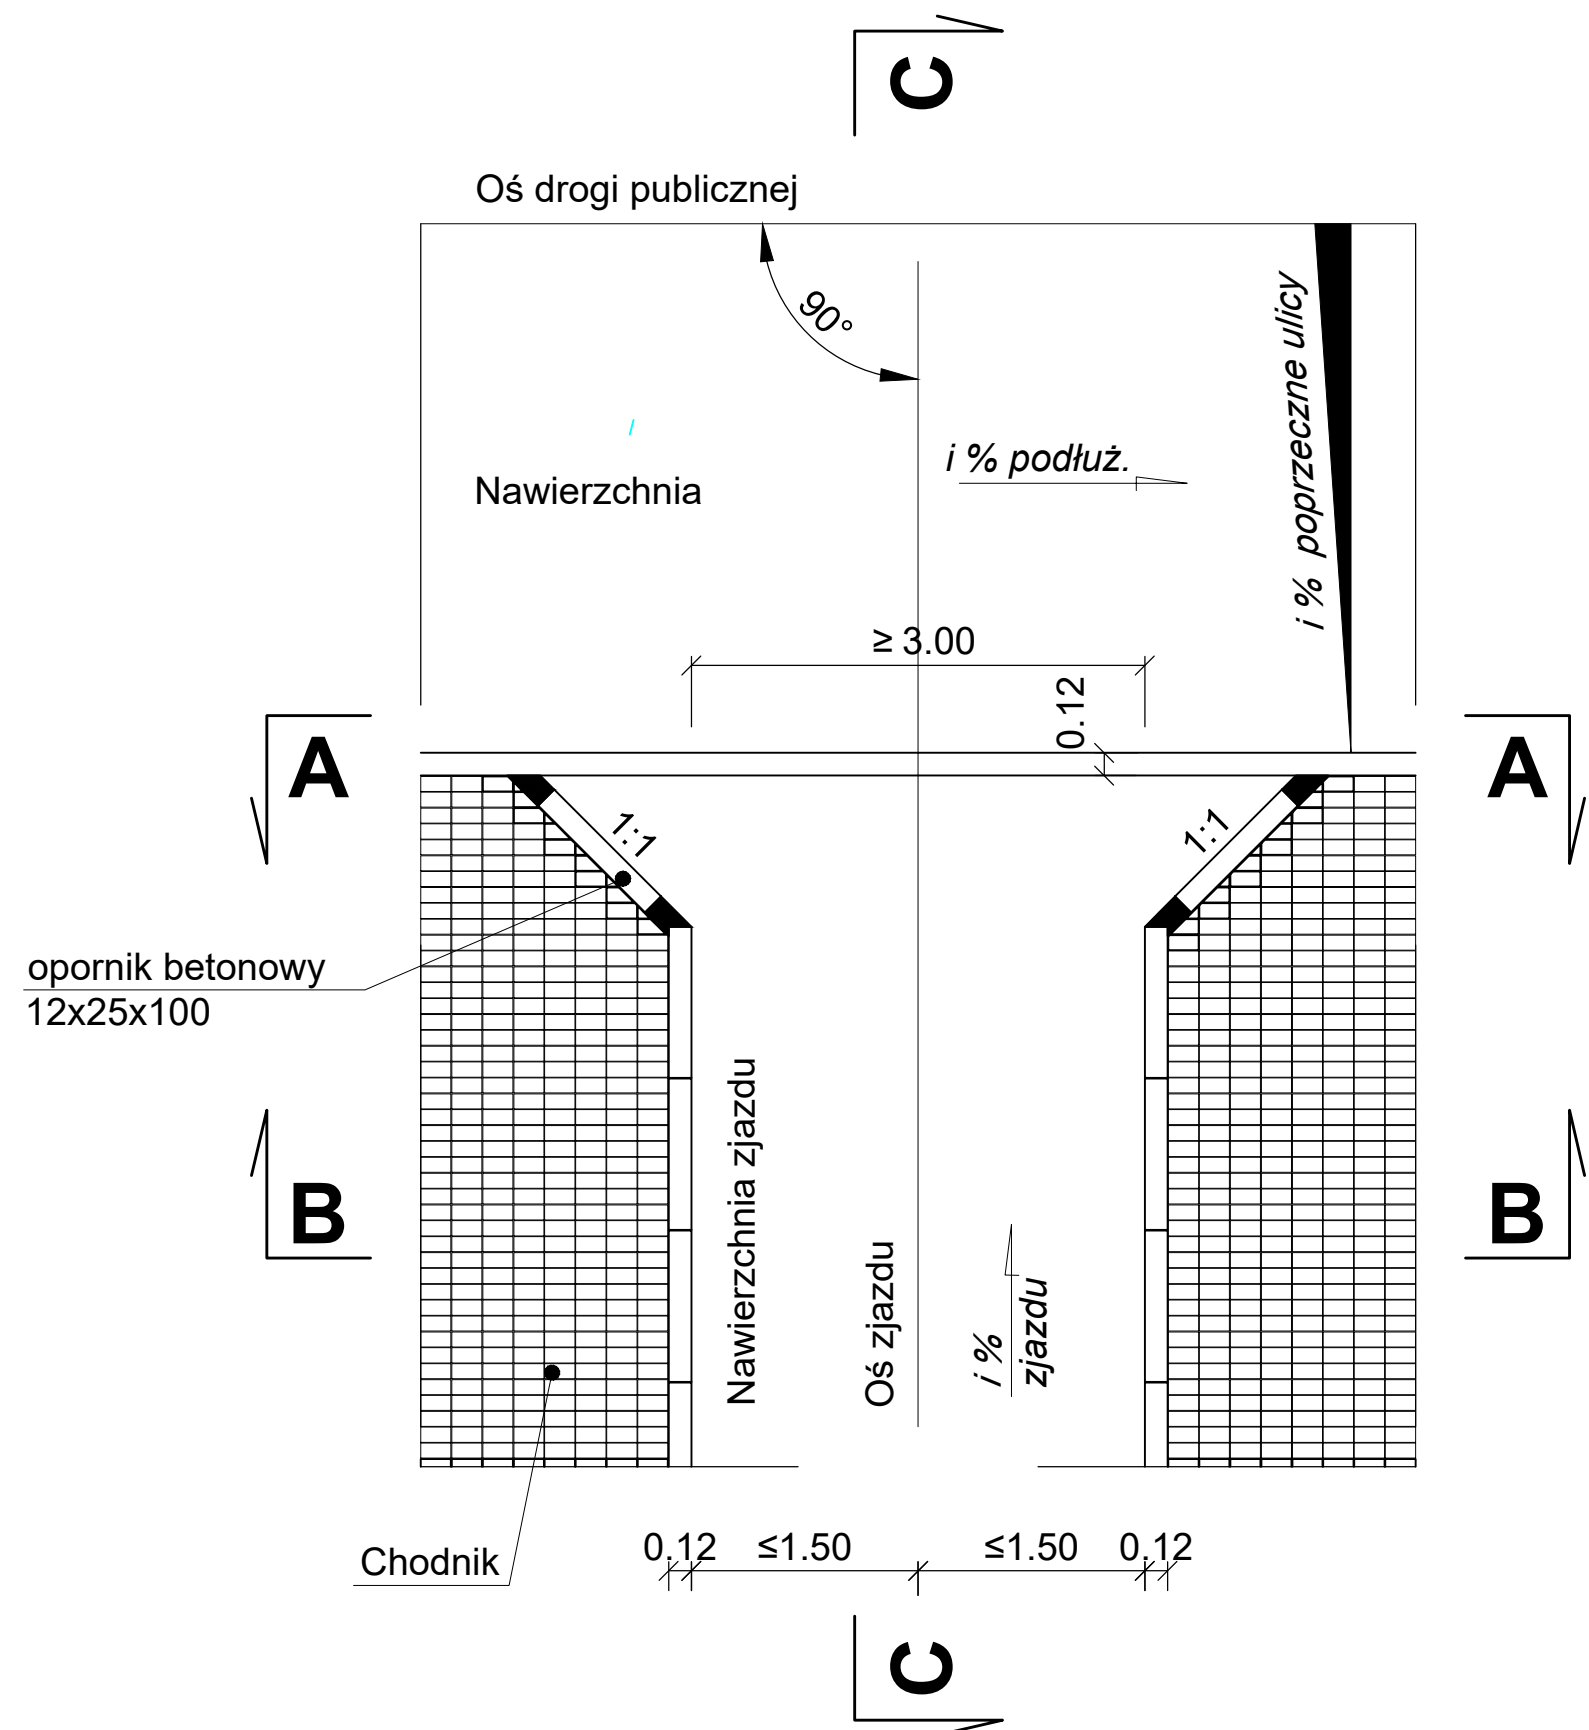 C
Oś drogi publicznej
90°
i % poprzeczne ulicy
i % podłuż.
Nawierzchnia
≥ 3.00
0.12
A
A
1:1
1:1
opornik betonowy
12x25x100
Nawierzchnia zjazdu
B
B
Oś zjazdu
i %
zjazdu
0.12
≤1.50
≤1.50
0.12
Chodnik
C